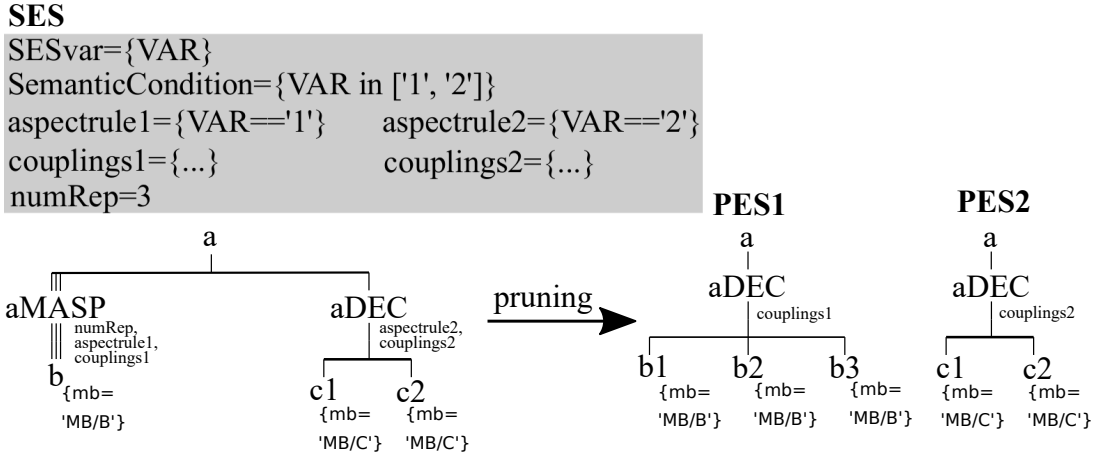 SES
SESvar={VAR}
SemanticCondition={VAR in ['1', '2']}
aspectrule1={VAR=='1'} aspectrule2={VAR=='2'}
couplings1={...} couplings2={...}
numRep=3
a
aMASP
numRep,
aspectrule1,
couplings1
b
{mb=
'MB/B'}
aDEC
aspectrule2,
couplings2
c1
{mb=
'MB/C'}
c2
{mb=
'MB/C'}
pruning
PES1
a
aDEC
couplings1
b1
{mb=
'MB/B'}
b2
{mb=
'MB/B'}
b3
{mb=
'MB/B'}
PES2
a
aDEC
couplings2
c1
{mb=
'MB/C'}
c2
{mb=
'MB/C'}